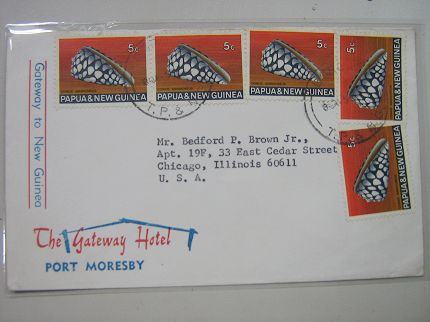 5c 5c 5c 5c
PAPUA & NEW GUINEA PAPUA & NEW GUINEA PAPUA & NEW GUINEA PAPUA & NEW GUINEA
5c
PAPUA & NEW GUINEA
T.P. &
Gateway to New Guinea
Mr. Bedford P. Brown Jr.,
Apt. 19F, 33 East Cedar Street
Chicago, Illinois 60611
U. S. A.
The Gateway Hotel
PORT MORESBY